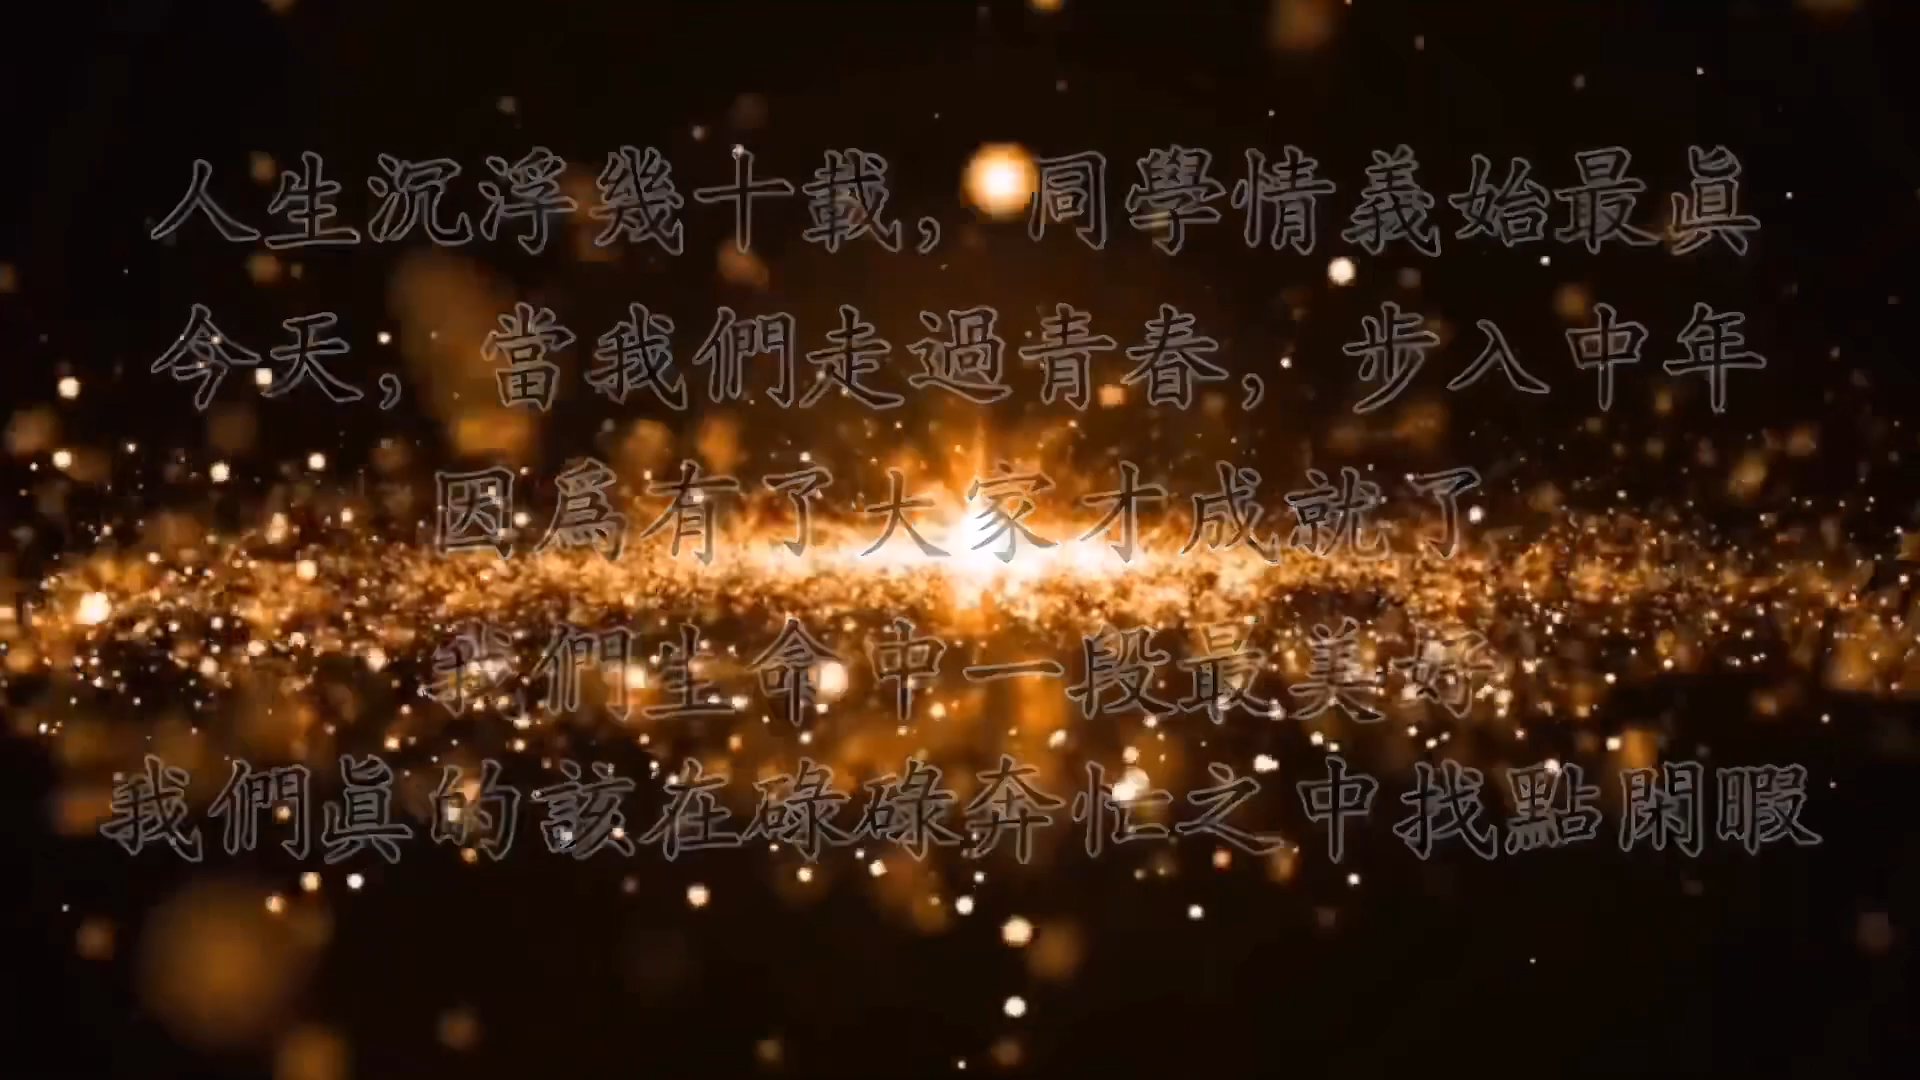 人生沉浮幾十載，同學情義始最眞
今天，當我們走過青春，步入中年
因爲有了大家才成就了
我們生命中一段最美好
我們眞的該在碌碌奔忙之中找點閑暇